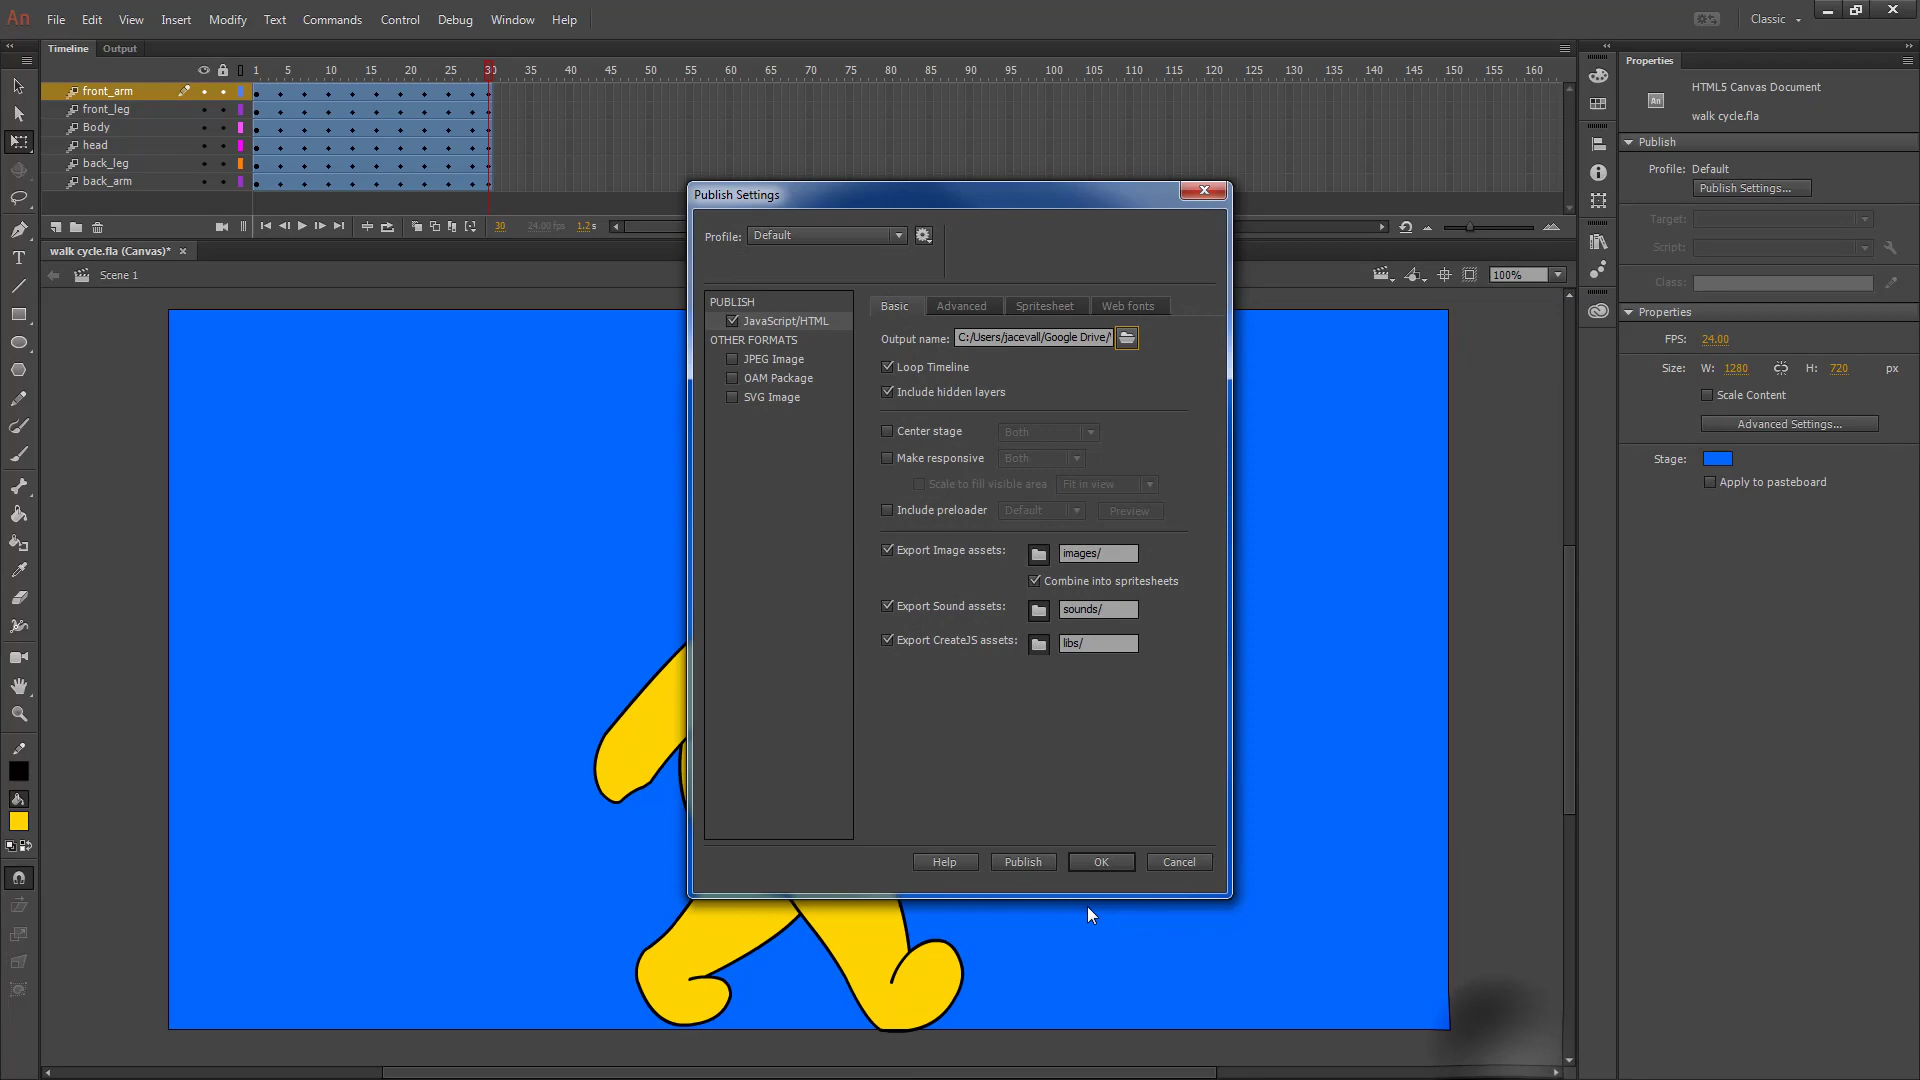 An File Edit View Insert Modify Text Commands Control Debug Window Help Classic
Timeline Output
1 5 10 15 20 25 30 35 40 45 50 55 60 65 70 75 80 85 90 95 100 105 110 115 120 125 130 135 140 145 150 155 160
front_arm
front_leg
Body
head
back_leg
back_arm
30 24.00 fps 1.2 s
walk cycle.fla (Canvas)*
Scene 1
100%
Publish Settings
Profile: Default
PUBLISH
JavaScript/HTML
OTHER FORMATS
JPEG Image
OAM Package
SVG Image
Basic Advanced Spritesheet Web fonts
Output name: C:/Users/jacevall/Google Drive/
Loop Timeline
Include hidden layers
Center stage Both
Make responsive Both
Scale to fill visible area Fit in view
Include preloader Default Preview
Export Image assets: images/
Combine into spritesheets
Export Sound assets: sounds/
Export CreateJS assets: libs/
Help Publish OK Cancel
Properties
HTML5 Canvas Document
An
walk cycle.fla
Publish
Profile: Default
Publish Settings...
Target:
Script:
Class:
Properties
FPS: 24.00
Size: W: 1280 H: 720 px
Scale Content
Advanced Settings...
Stage:
Apply to pasteboard